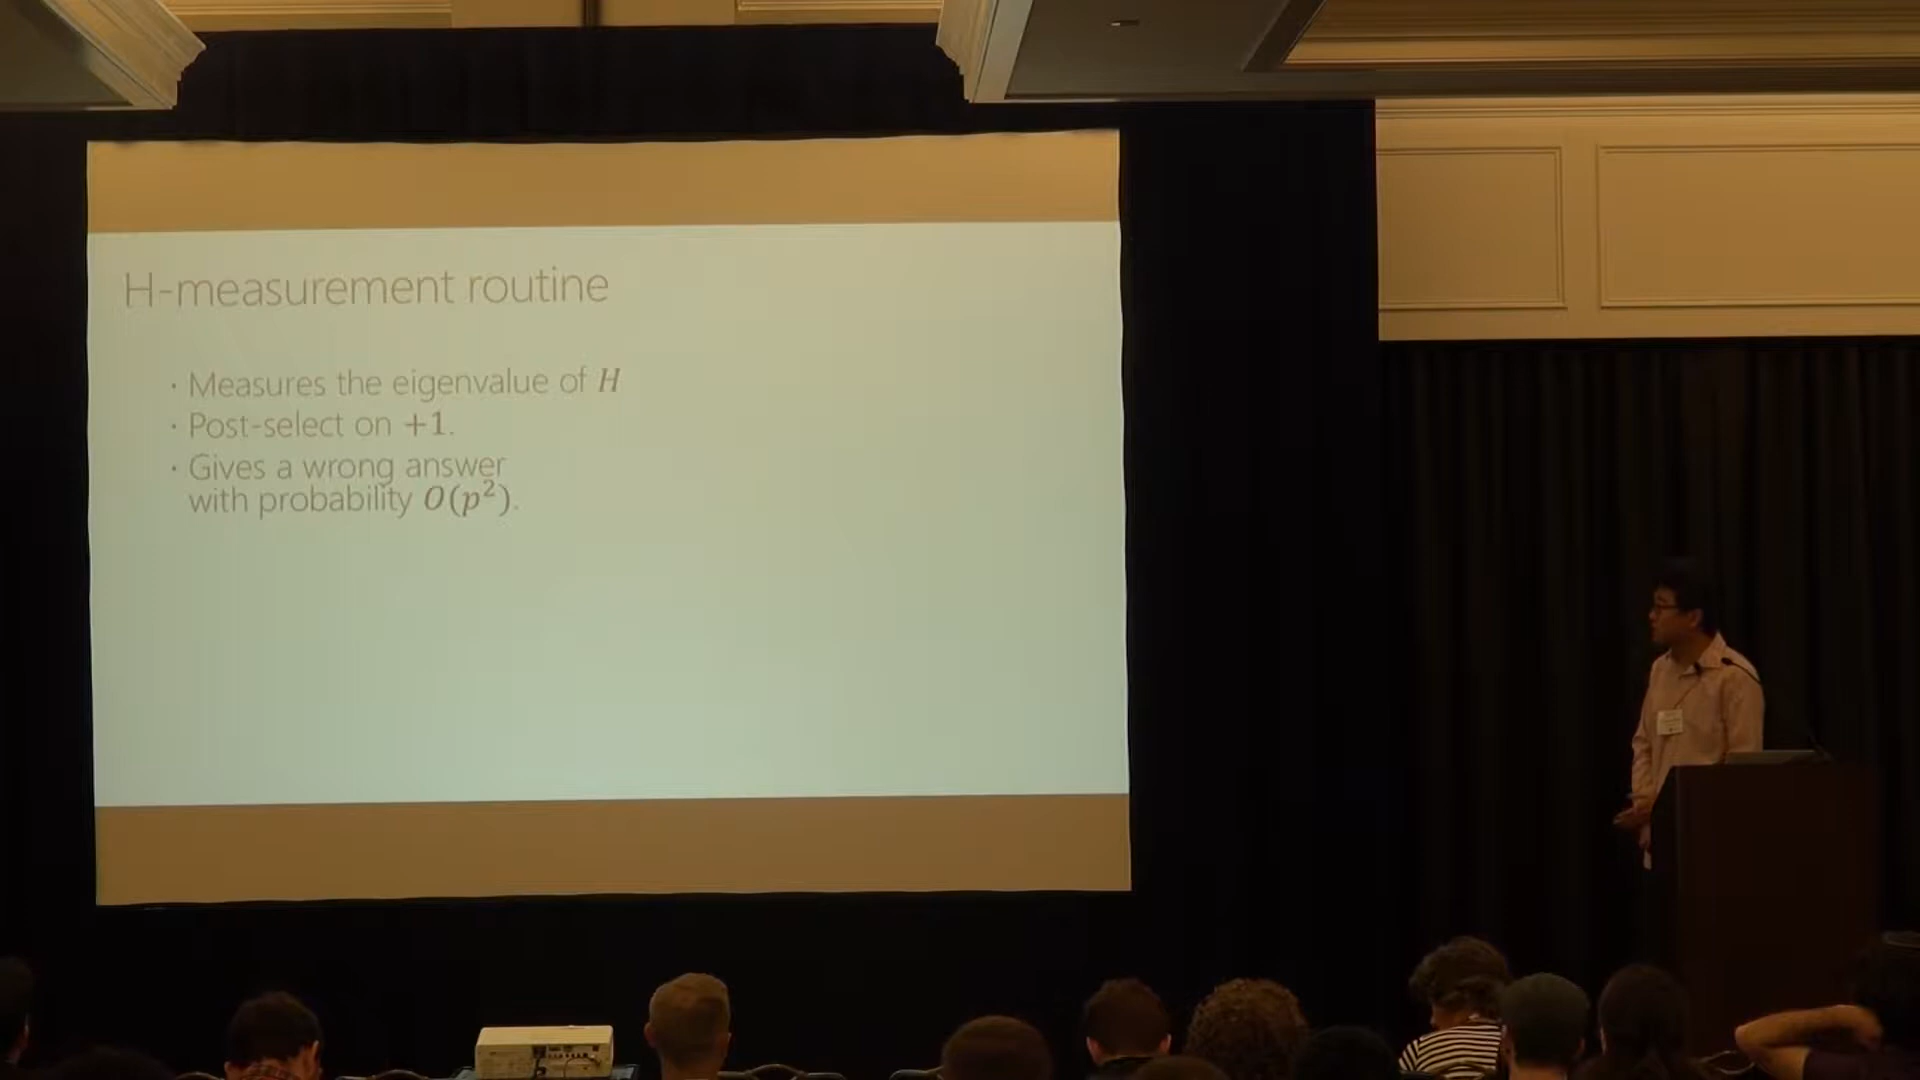 H-measurement routine
· Measures the eigenvalue of H
· Post-select on +1.
· Gives a wrong answer
with probability O(p²).